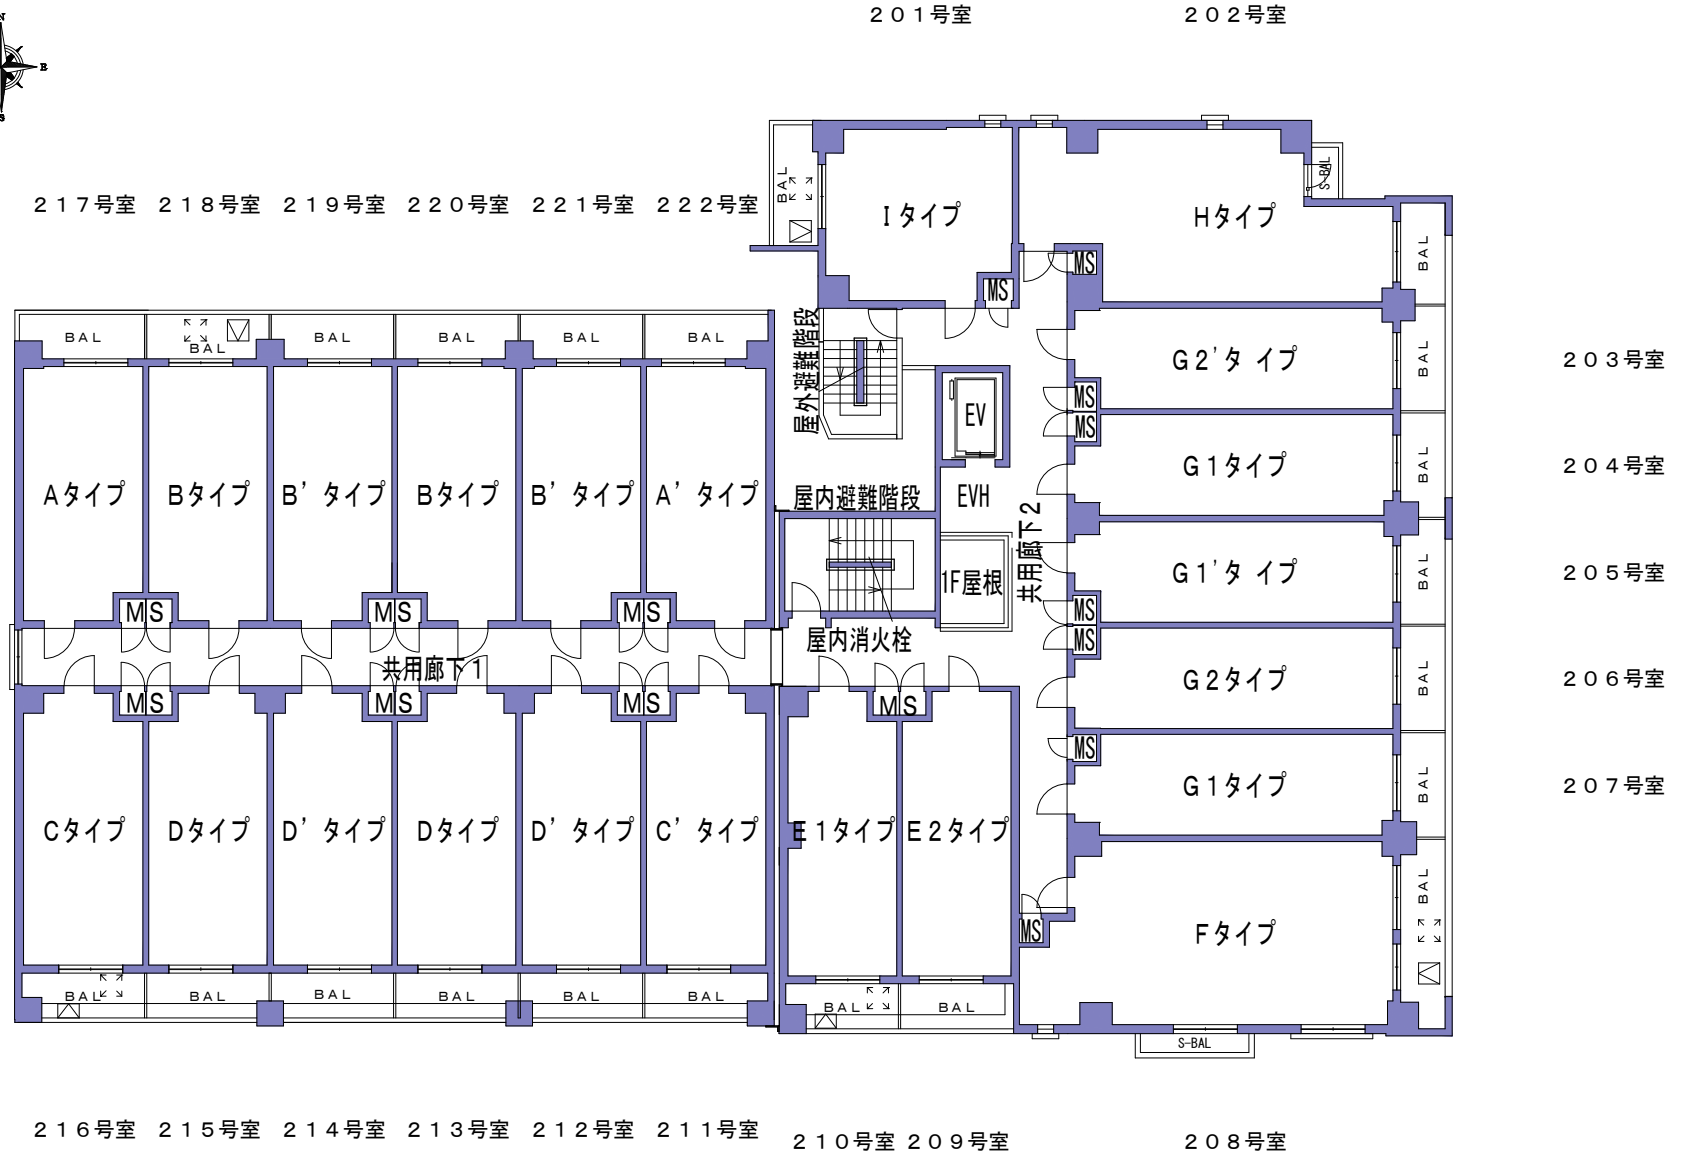 ２０１号室
２０２号室
N
E
S
２１７号室
２１８号室
２１９号室
２２０号室
２２１号室
２２２号室
BAL
S-BAL
Iタイプ
Hタイプ
BAL
MS
MS
BAL
BAL
BAL
BAL
BAL
BAL
屋外避難階段
G2'タ イプ
BAL
２０３号室
MS
EV
MS
Aタイプ
Bタイプ
B’タイプ
Bタイプ
B’タイプ
A’タイプ
屋内避難階段
EVH
G1タイプ
BAL
２０４号室
共用廊下2
1F屋根
G1'タ イプ
BAL
２０５号室
MS
MS
MS
MS
屋内消火栓
MS
共用廊下1
G2タイプ
BAL
２０６号室
MS
MS
MS
MS
MS
G1タイプ
BAL
２０７号室
Cタイプ
Dタイプ
D’タイプ
Dタイプ
D’タイプ
C’タイプ
E1タイプ
E2タイプ
BAL
MS
Fタイプ
BAL
BAL
BAL
BAL
BAL
BAL
BAL
BAL
S-BAL
２１６号室
２１５号室
２１４号室
２１３号室
２１２号室
２１１号室
２１０号室
２０９号室
２０８号室